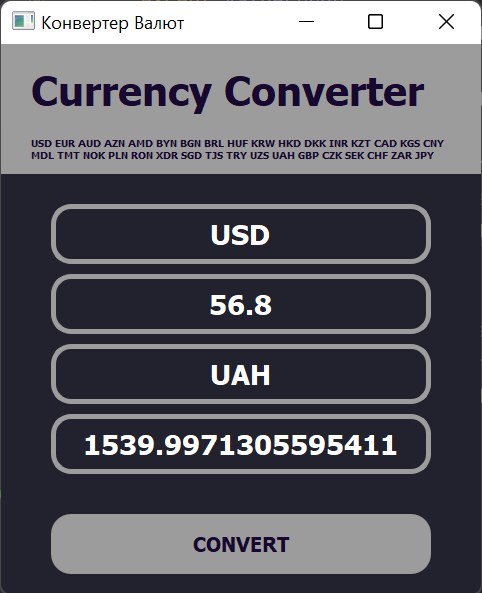 Конвертер Валют
Currency Converter
USD EUR AUD AZN AMD BYN BGN BRL HUF KRW HKD DKK INR KZT CAD KGS CNY
MDL TMT NOK PLN RON XDR SGD TJS TRY UZS UAH GBP CZK SEK CHF ZAR JPY
USD
56.8
UAH
1539.9971305595411
CONVERT